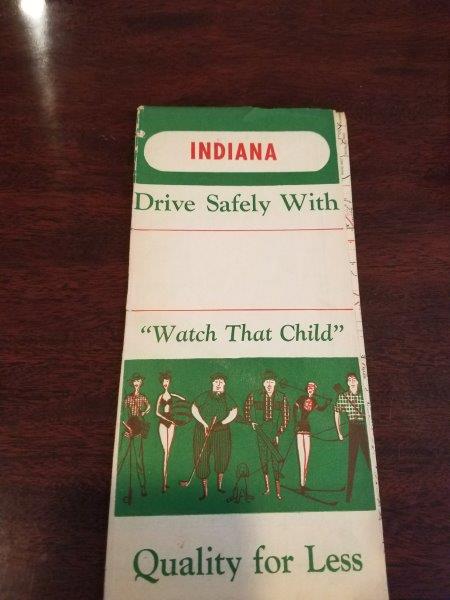 INDIANA
Drive Safely With
"Watch That Child"
Quality for Less